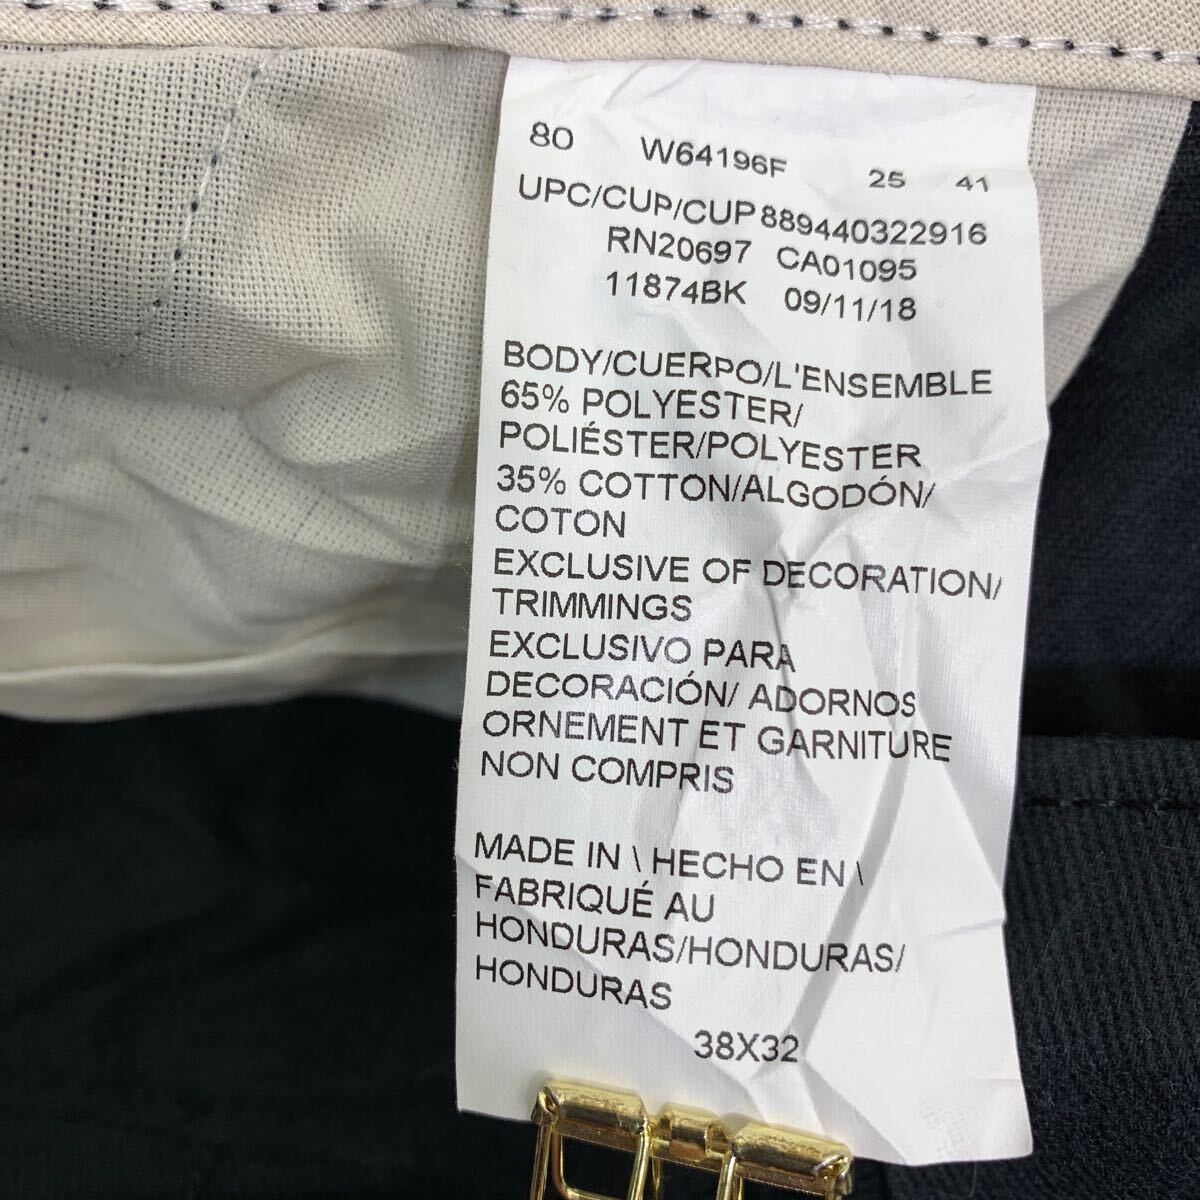 80 W64196F 25 41
UPC/CUP/CUP 889440322916
RN20697 CA01095
11874BK 09/11/18
BODY/CUERPO/L'ENSEMBLE
65% POLYESTER/
POLIÉSTER/POLYESTER
35% COTTON/ALGODÓN/
COTON
EXCLUSIVE OF DECORATION/
TRIMMINGS
EXCLUSIVO PARA
DECORACIÓN/ ADORNOS
ORNEMENT ET GARNITURE
NON COMPRIS
MADE IN \ HECHO EN \
FABRIQUÉ AU
HONDURAS/HONDURAS/
HONDURAS
38X32